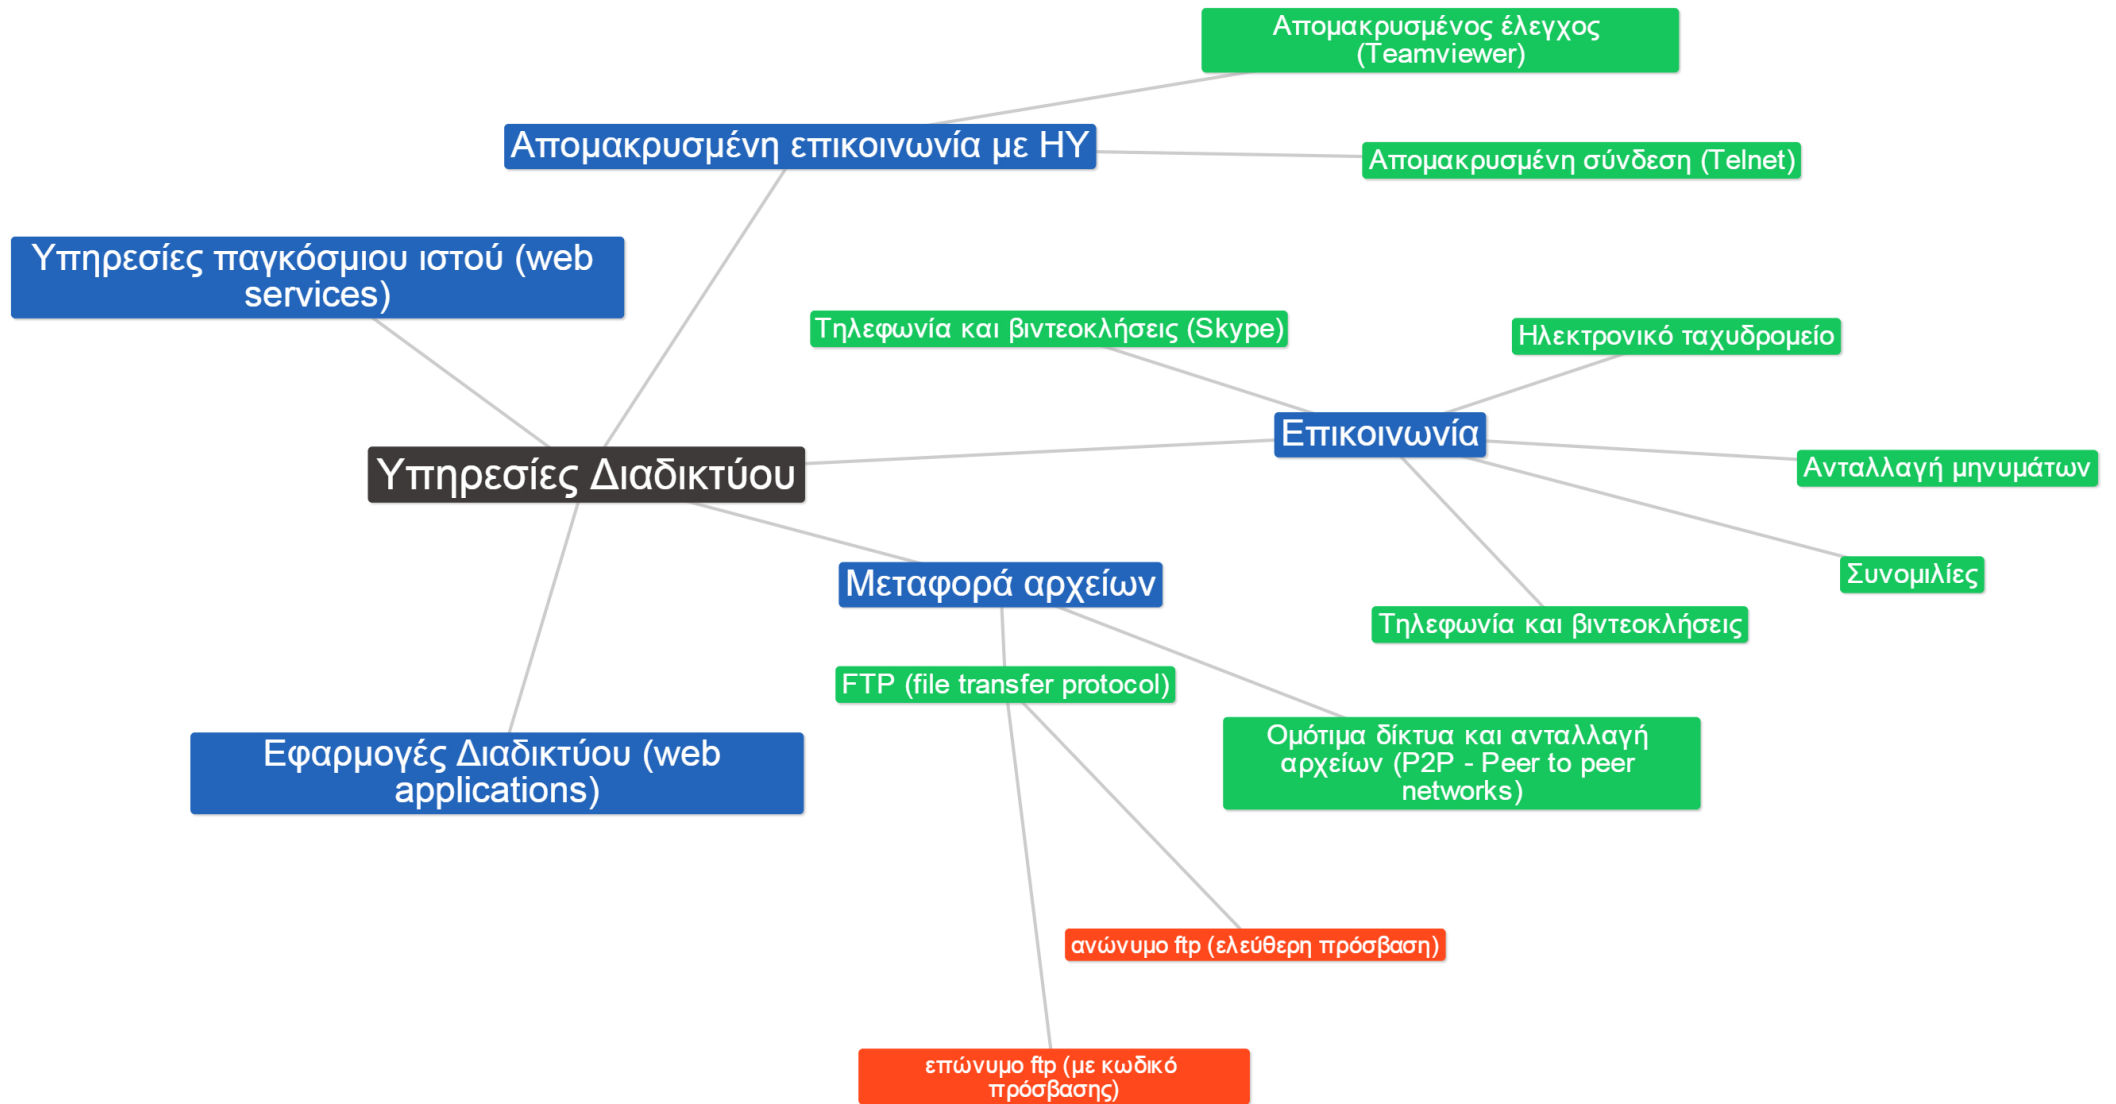 Απομακρυσμένος έλεγχος
(Teamviewer)
Απομακρυσμένη επικοινωνία με ΗΥ
Απομακρυσμένη σύνδεση (Telnet)
Υπηρεσίες παγκόσμιου ιστού (web
services)
Τηλεφωνία και βιντεοκλήσεις (Skype)
Ηλεκτρονικό ταχυδρομείο
Επικοινωνία
Υπηρεσίες Διαδικτύου
Ανταλλαγή μηνυμάτων
Συνομιλίες
Μεταφορά αρχείων
Τηλεφωνία και βιντεοκλήσεις
FTP (file transfer protocol)
Εφαρμογές Διαδικτύου (web
applications)
Ομότιμα δίκτυα και ανταλλαγή
αρχείων (P2P - Peer to peer
networks)
ανώνυμο ftp (ελεύθερη πρόσβαση)
επώνυμο ftp (με κωδικό
πρόσβασης)